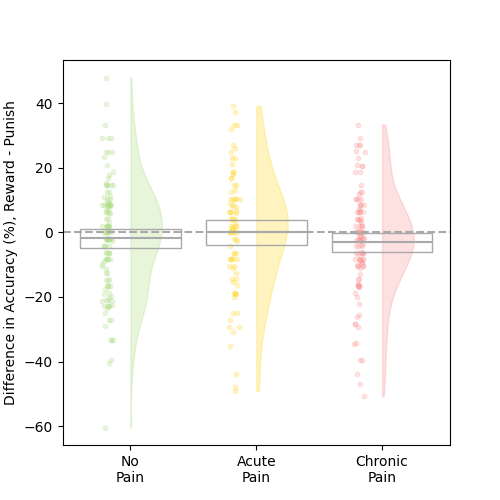 Difference in Accuracy (%), Reward - Punish
40
20
0
−20
−40
−60
No
Pain
Acute
Pain
Chronic
Pain